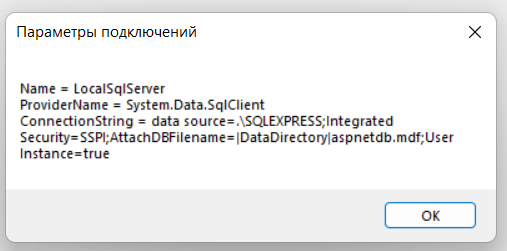 Параметры подключений
Name = LocalSqlServer
ProviderName = System.Data.SqlClient
ConnectionString = data source=.\SQLEXPRESS;Integrated
Security=SSPI;AttachDBFilename=|DataDirectory|aspnetdb.mdf;User
Instance=true
OK